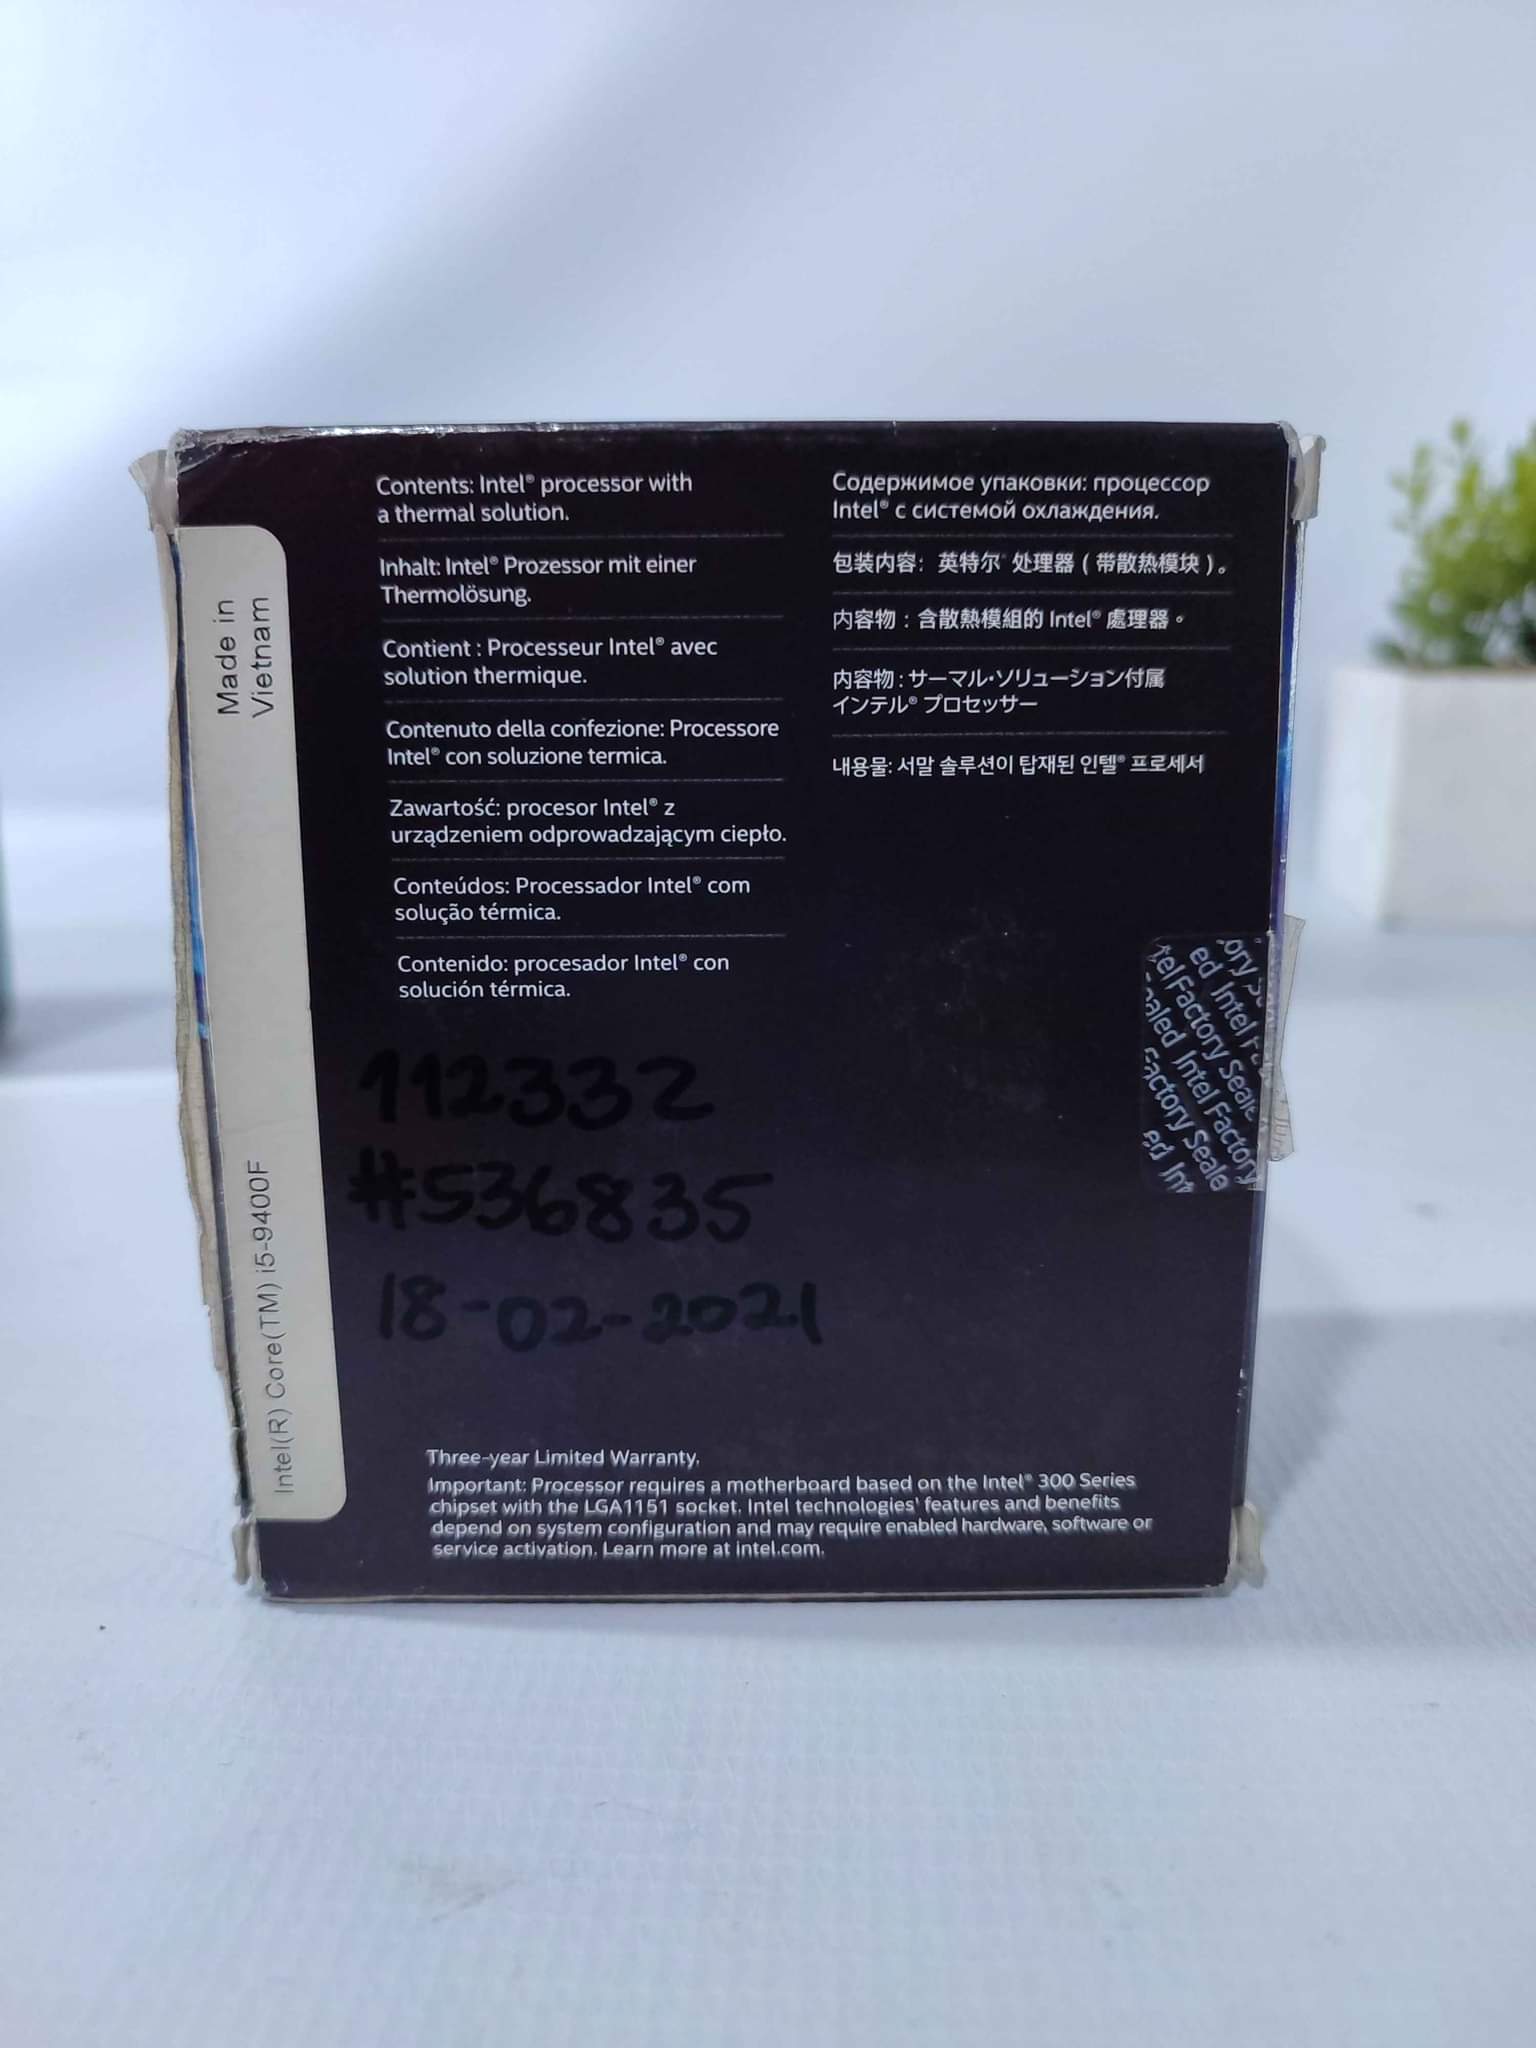 Made in
Vietnam
Intel(R) Core(TM) i5-9400F
Contents: Intel® processor with
a thermal solution.
Inhalt: Intel® Prozessor mit einer
Thermolösung.
Contient : Processeur Intel® avec
solution thermique.
Contenuto della confezione: Processore
Intel® con soluzione termica.
Zawartość: procesor Intel® z
urządzeniem odprowadzającym ciepło.
Conteúdos: Processador Intel® com
solução térmica.
Contenido: procesador Intel® con
solución térmica.
Содержимое упаковки: процессор
Intel® с системой охлаждения.
包装内容：英特尔® 处理器（带散热模块）。
内容物：含散熱模組的 Intel® 處理器。
内容物：サーマル・ソリューション付属
インテル® プロセッサー
내용물: 서말 솔루션이 탑재된 인텔® 프로세서
112332
#536835
18-02-2021
ed Intel
Intel Factory Seale
Factory Seale
Three-year Limited Warranty.
Important: Processor requires a motherboard based on the Intel® 300 Series
chipset with the LGA1151 socket. Intel technologies' features and benefits
depend on system configuration and may require enabled hardware, software or
service activation. Learn more at intel.com.